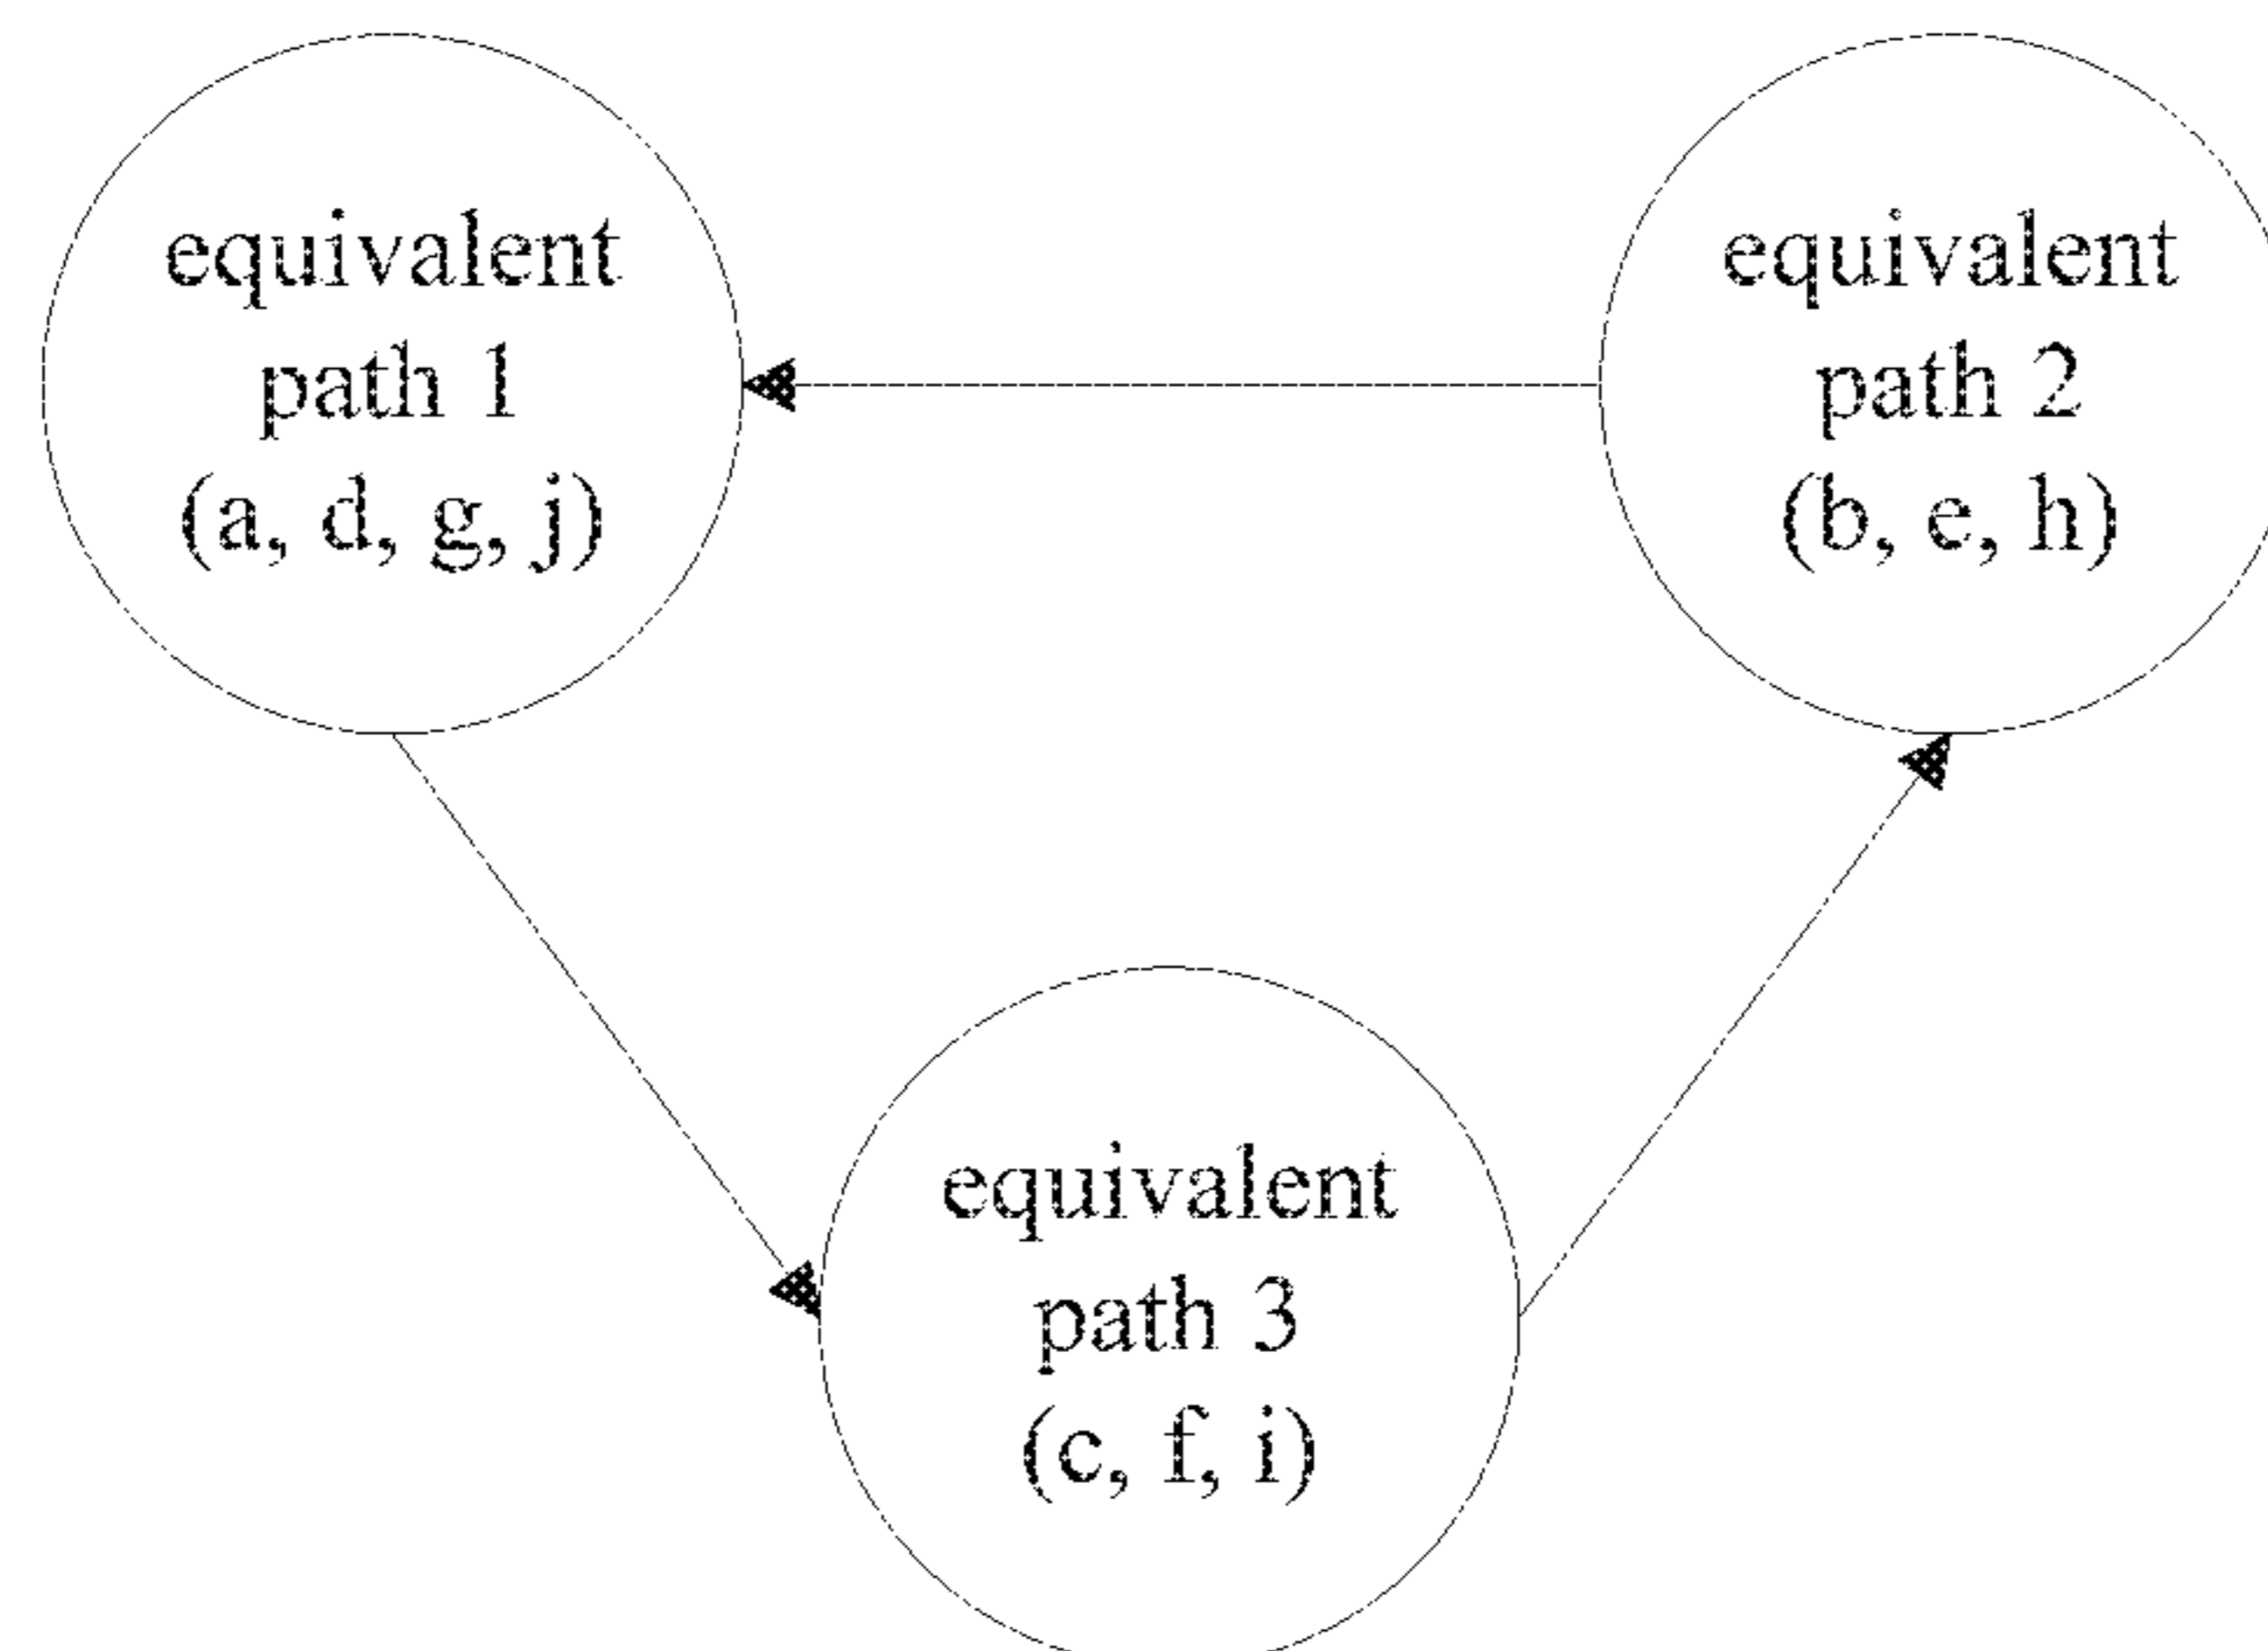 equivalent
path 1
(a, d, g, j)
equivalent
path 2
(b, e, h)
equivalent
path 3
(c, f, i)